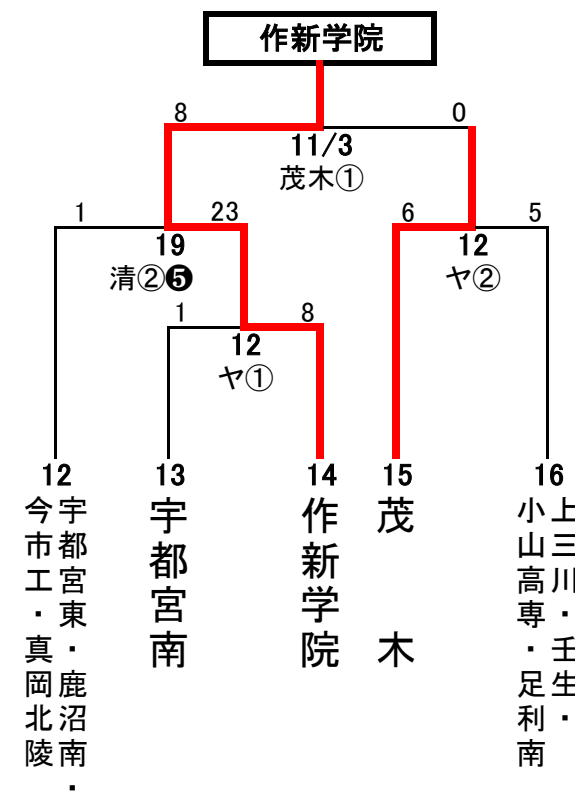 作新学院
8
0
11/3
茂木①
1
23
6
5
19
清②❺
12
ヤ②
1
8
12
ヤ①
12
13
14
15
16
宇都宮東・鹿沼南・
今市工・真岡北陵
宇都宮南
作新学院
茂木
上三川・壬生・
小山高専・足利南